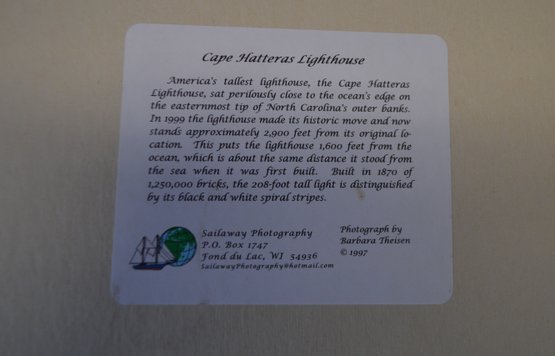 Cape Hatteras Lighthouse
America's tallest lighthouse, the Cape Hatteras
Lighthouse, sat perilously close to the ocean's edge on
the easternmost tip of North Carolina's outer banks.
In 1999 the lighthouse made its historic move and now
stands approximately 2,900 feet from its original lo-
cation. This puts the lighthouse 1,600 feet from the
ocean, which is about the same distance it stood from
the sea when it was first built. Built in 1870 of
1,250,000 bricks, the 208-foot tall light is distinguished
by its black and white spiral stripes.
Sailaway Photography
P.O. Box 1747
Fond du Lac, WI 54936
SailawayPhotography@hotmail.com
Photograph by
Barbara Theisen
© 1997